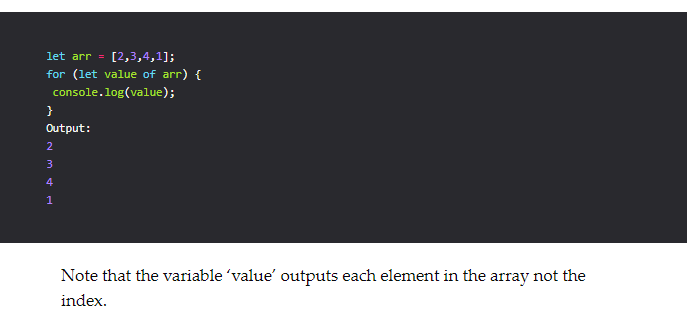 let arr = [2,3,4,1];
for (let value of arr) {
 console.log(value);
}
Output:
2
3
4
1
Note that the variable ‘value’ outputs each element in the array not the
index.